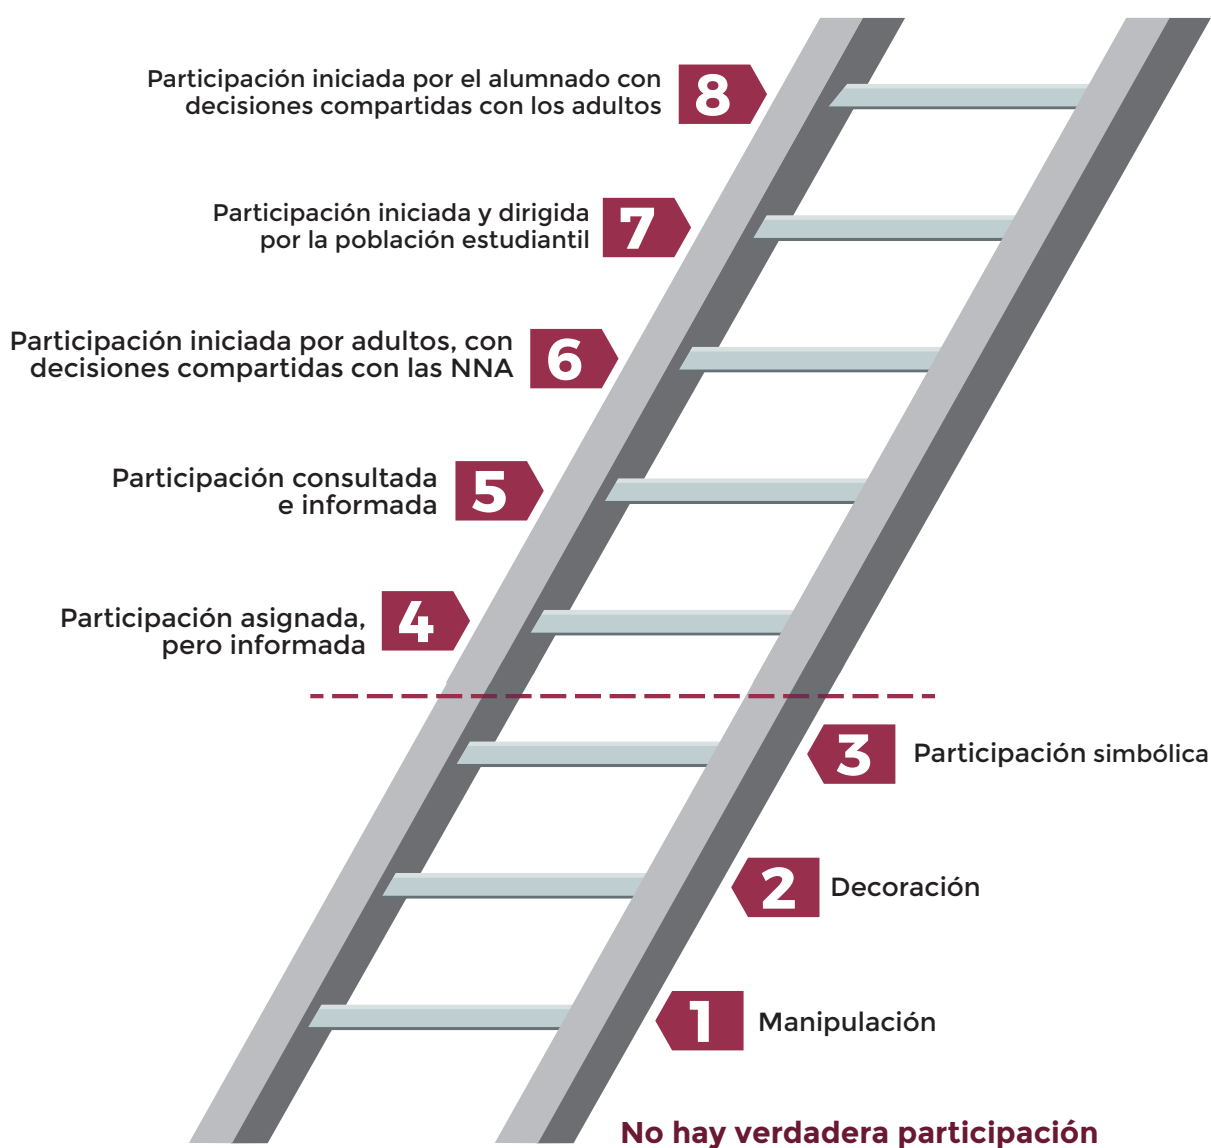 Participación iniciada por el alumnado con
decisiones compartidas con los adultos
8
Participación iniciada y dirigida
por la población estudiantil
7
Participación iniciada por adultos, con
decisiones compartidas con las NNA
6
Participación consultada
e informada
5
Participación asignada,
pero informada
4
3
Participación simbólica
2
Decoración
1
Manipulación
No hay verdadera participación